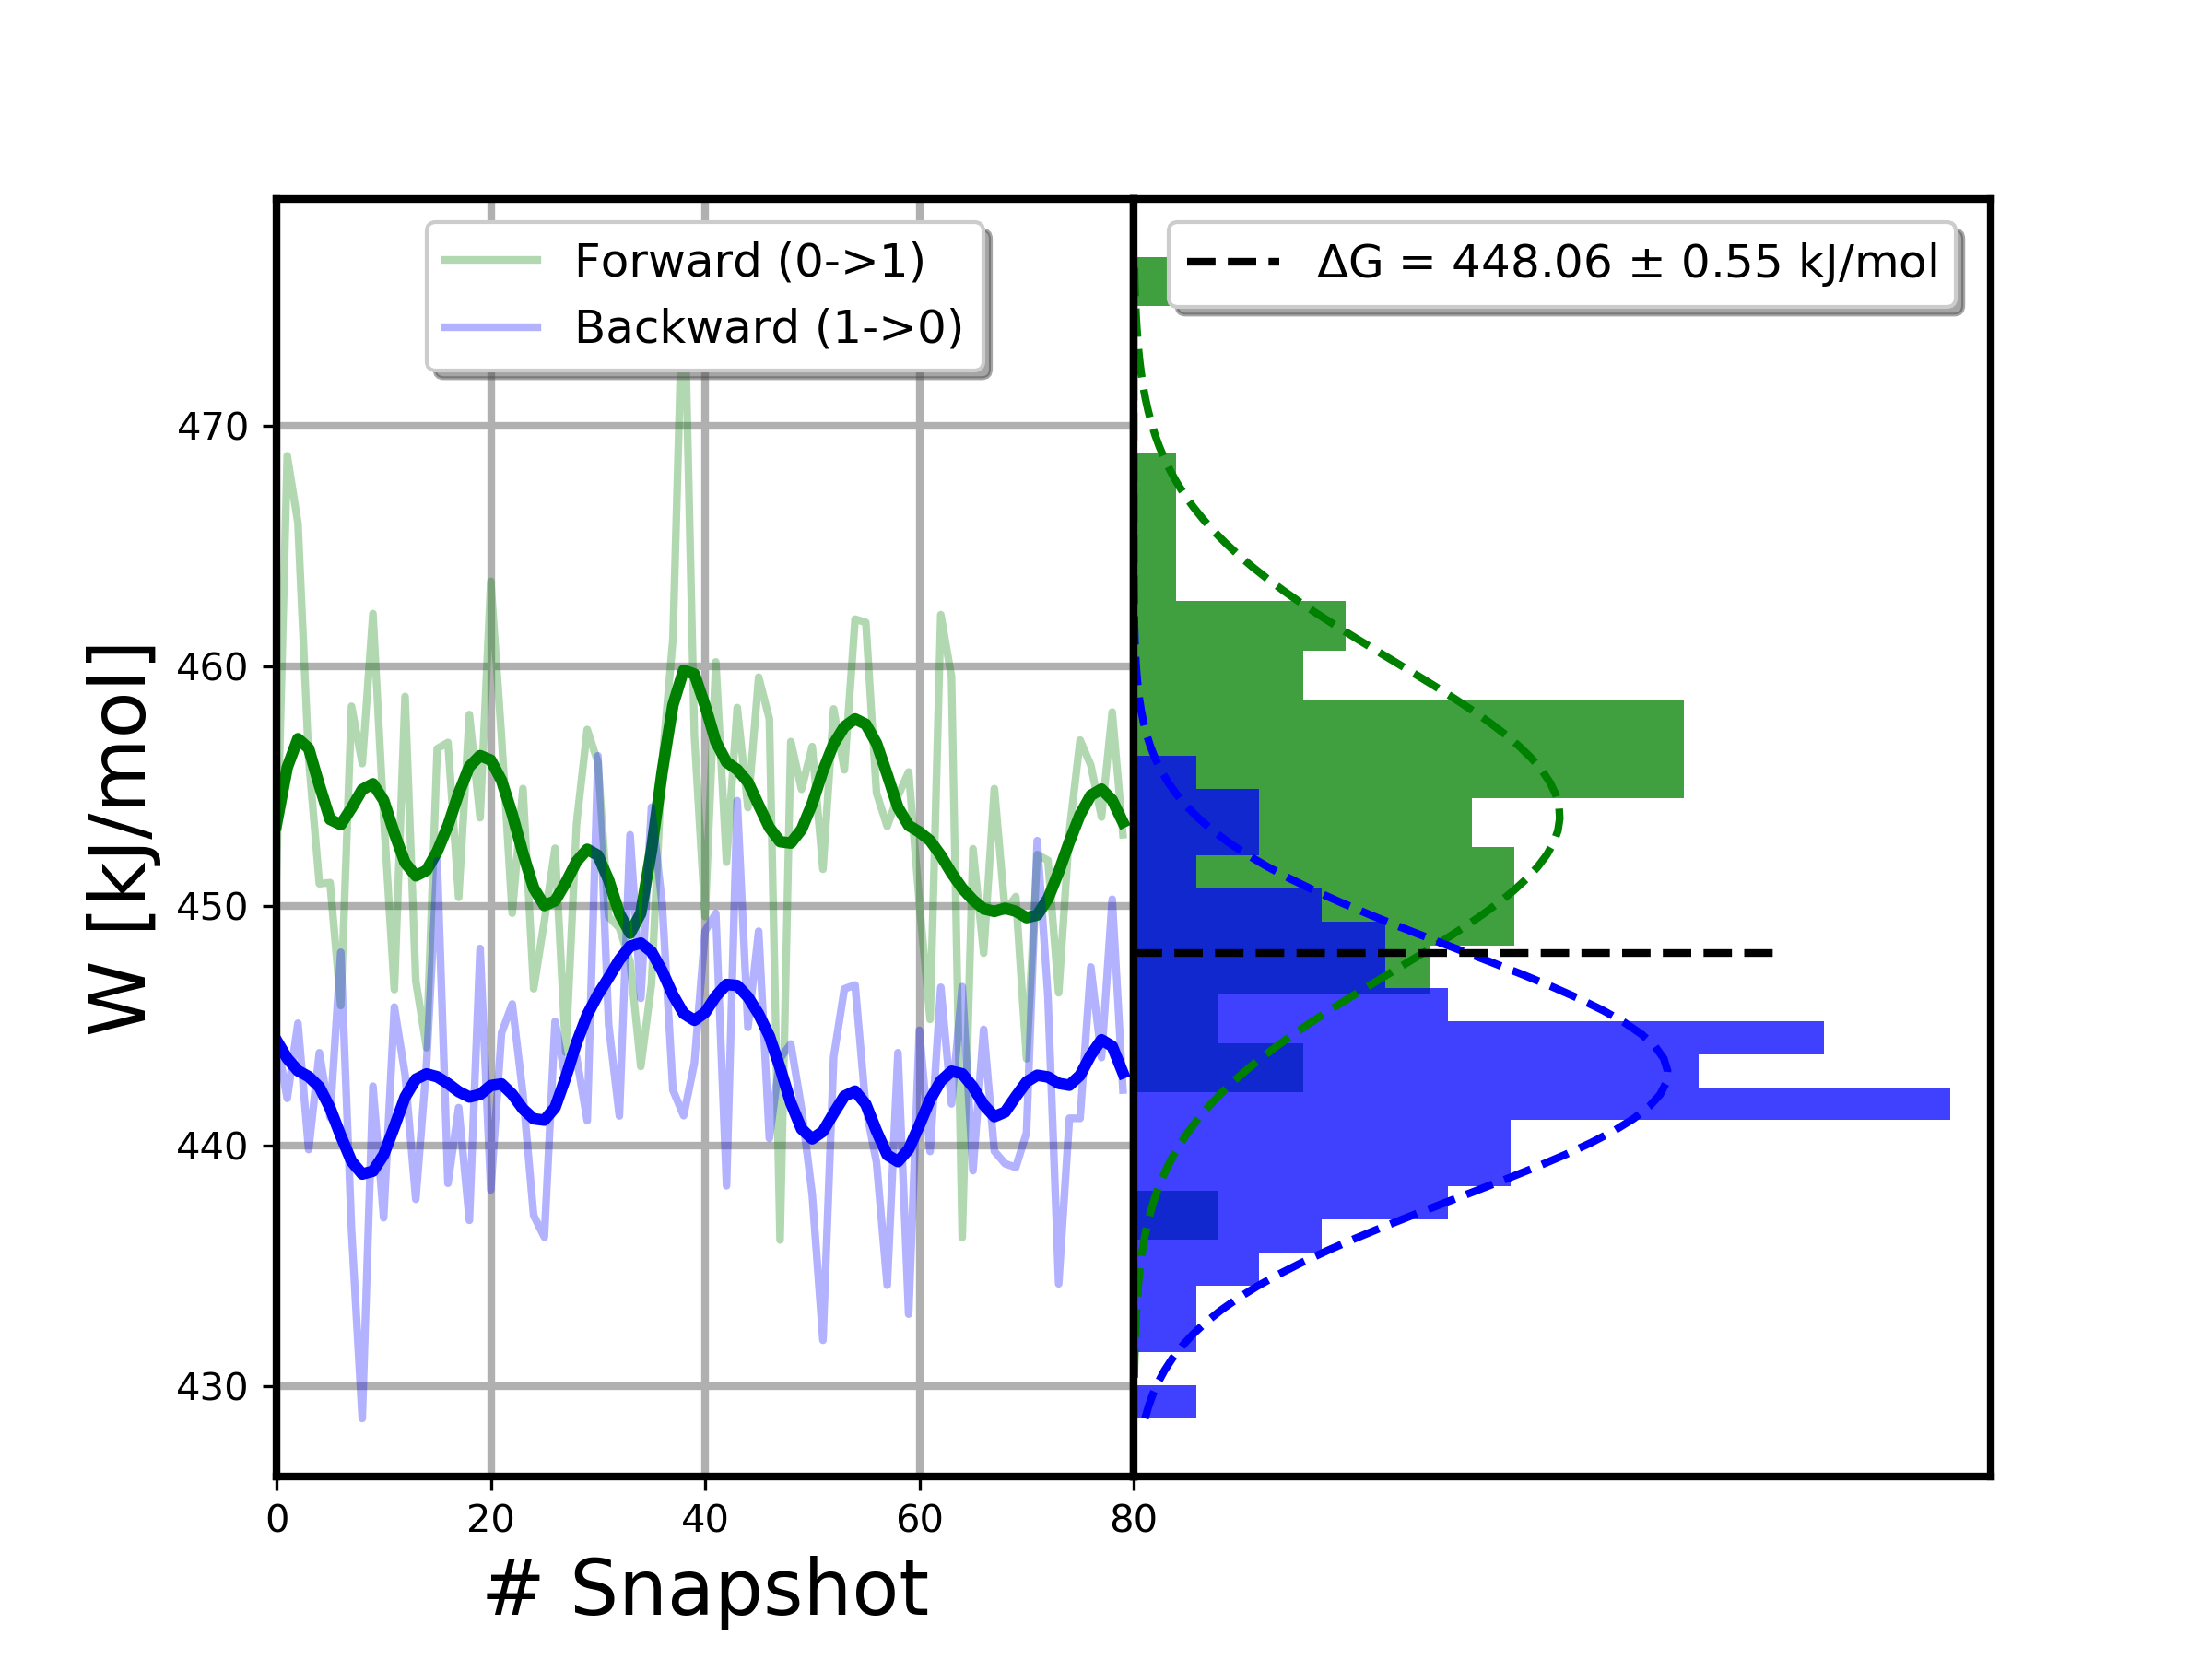 Forward (0->1)
Backward (1->0)
ΔG = 448.06 ± 0.55 kJ/mol
W [kJ/mol]
470
460
450
440
430
0 20 40 60 80
# Snapshot